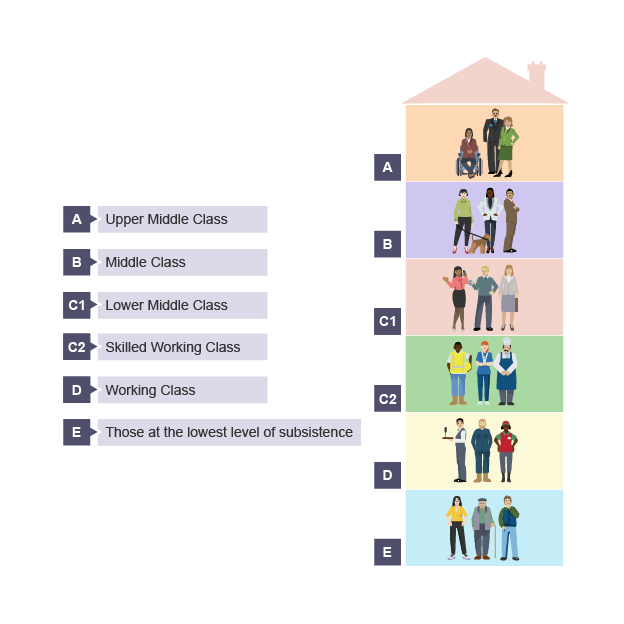 A Upper Middle Class
B Middle Class
C1 Lower Middle Class
C2 Skilled Working Class
D Working Class
E Those at the lowest level of subsistence
A
B
C1
C2
D
E